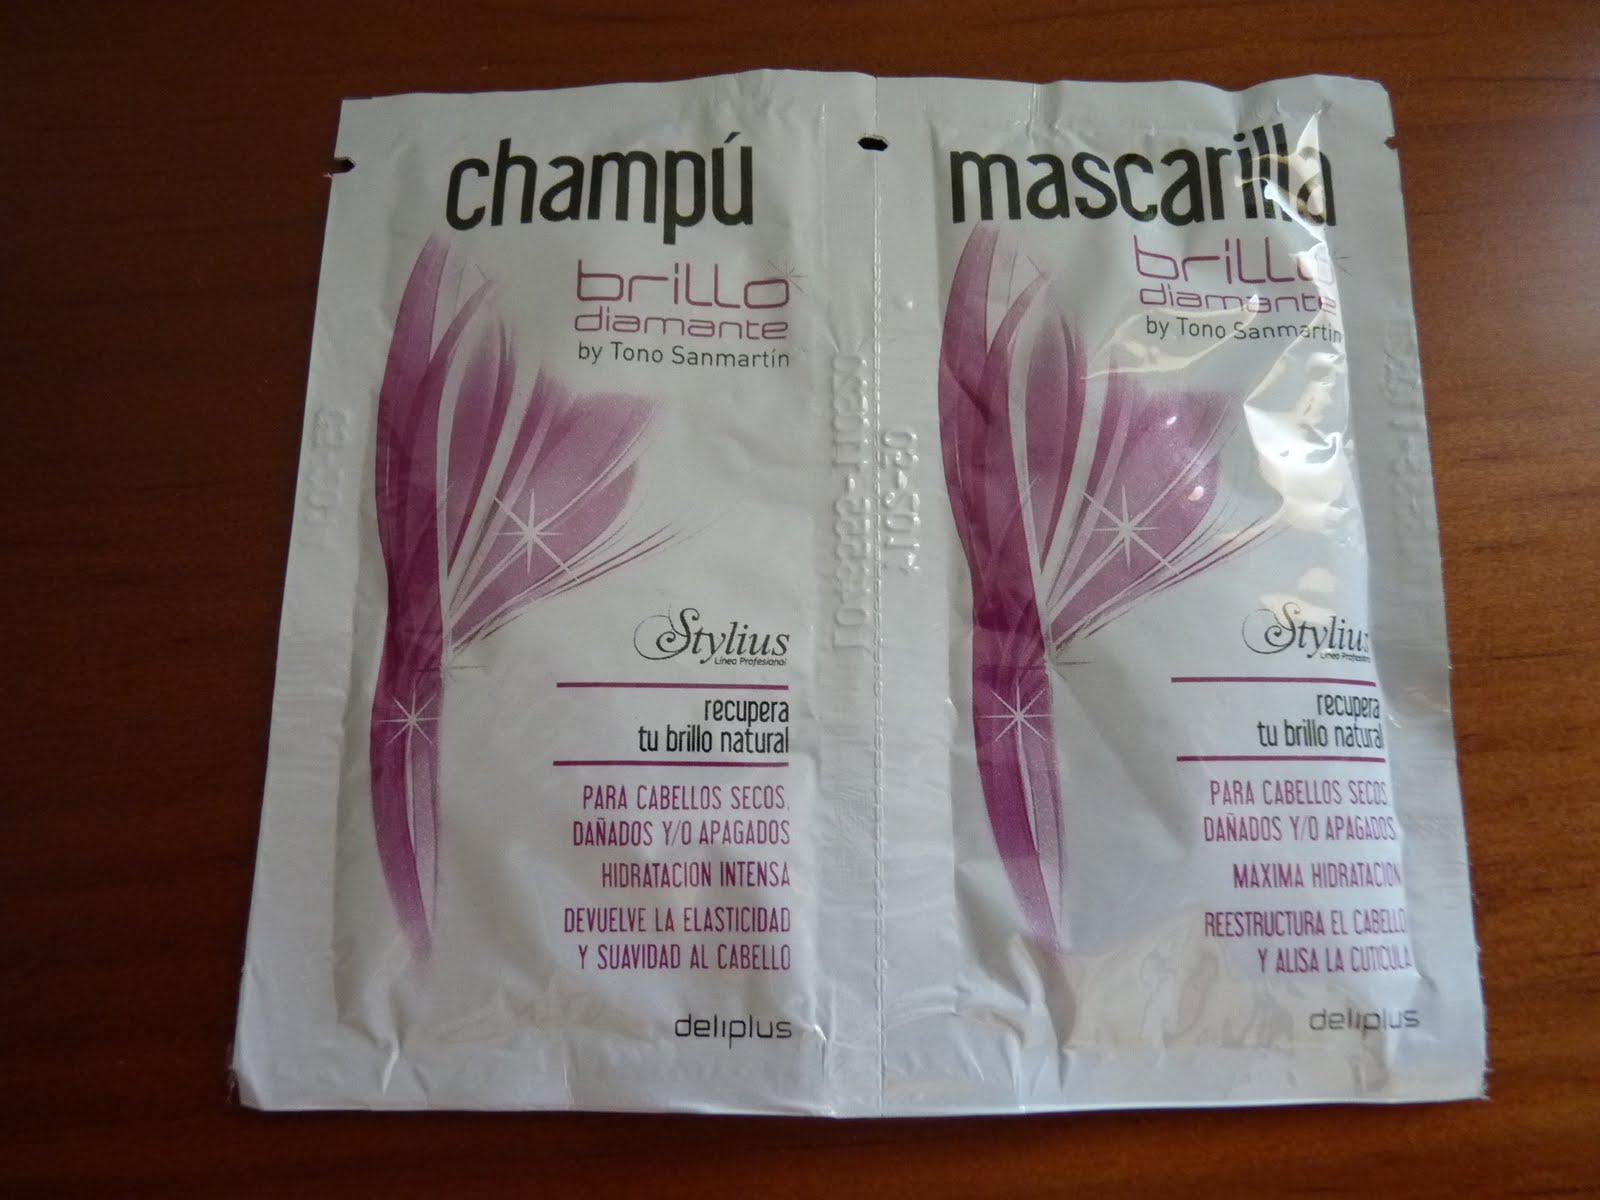 champú
brillo
diamante
by Tono Sanmartín
Stylius
Línea Profesional
recupera
tu brillo natural
PARA CABELLOS SECOS,
DAÑADOS Y/O APAGADOS
HIDRATACION INTENSA
DEVUELVE LA ELASTICIDAD
Y SUAVIDAD AL CABELLO
deliplus
mascarilla
brillo
diamante
by Tono Sanmartín
Stylius
Línea Profesional
recupera
tu brillo natural
PARA CABELLOS SECOS
DAÑADOS Y/O APAGADOS
MAXIMA HIDRATACION
REESTRUCTURA EL CABELLO
Y ALISA LA CUTICULA
deliplus